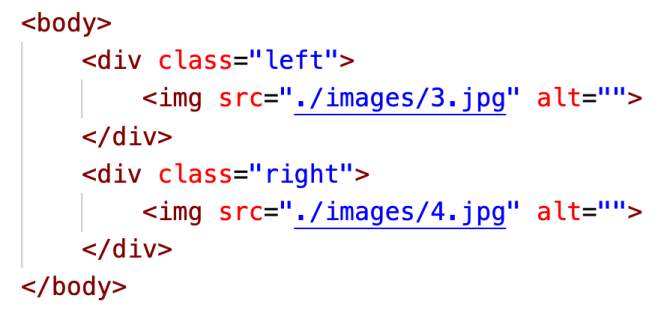 <body>
<div class="left">
<img src="./images/3.jpg" alt="">
</div>
<div class="right">
<img src="./images/4.jpg" alt="">
</div>
</body>